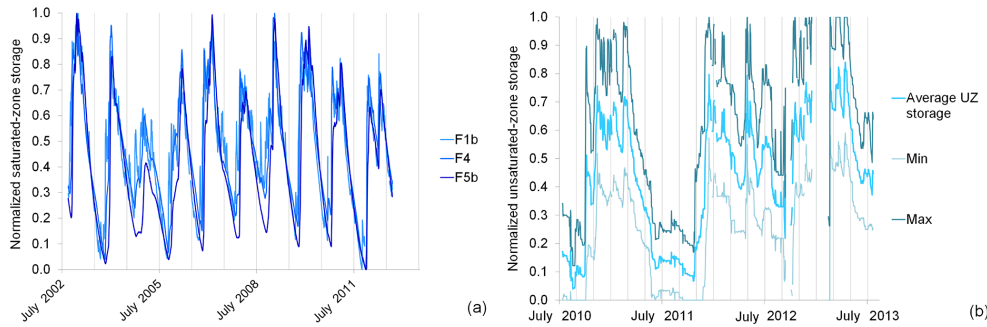 Normalized saturated-zone storage
1.0
0.9
0.8
0.7
0.6
0.5
0.4
0.3
0.2
0.1
0.0
July 2002
July 2005
July 2008
July 2011
F1b
F4
F5b
(a)
Normalized unsaturated-zone storage
1.0
0.9
0.8
0.7
0.6
0.5
0.4
0.3
0.2
0.1
0.0
July 2010
July 2011
July 2012
July 2013
Average UZ
storage
Min
Max
(b)